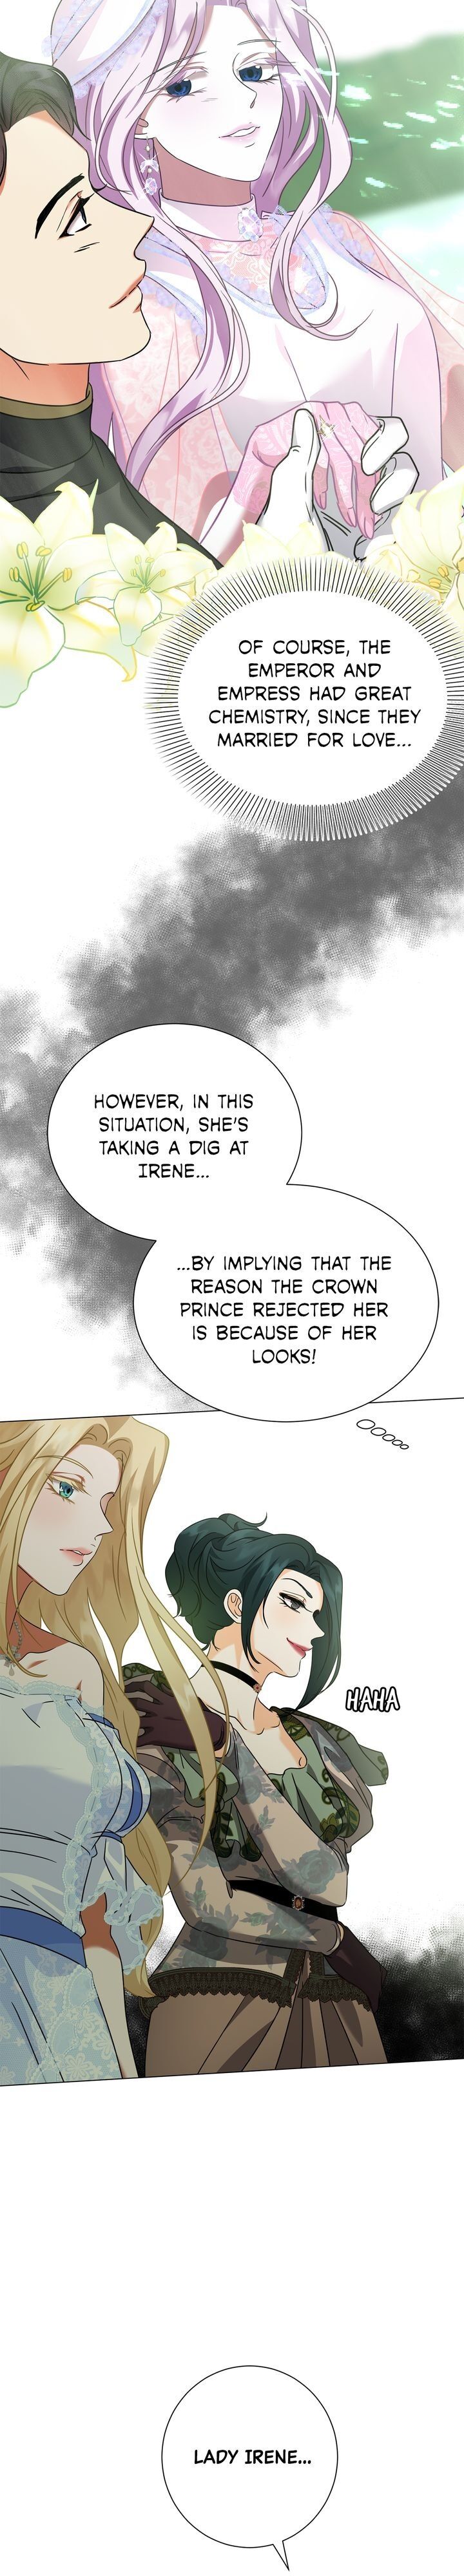 OF COURSE, THE
EMPEROR AND
EMPRESS HAD GREAT
CHEMISTRY, SINCE THEY
MARRIED FOR LOVE...
HOWEVER, IN THIS
SITUATION, SHE'S
TAKING A DIG AT
IRENE...
...BY IMPLYING THAT THE
REASON THE CROWN
PRINCE REJECTED HER
IS BECAUSE OF HER
LOOKS!
HAHA
LADY IRENE...